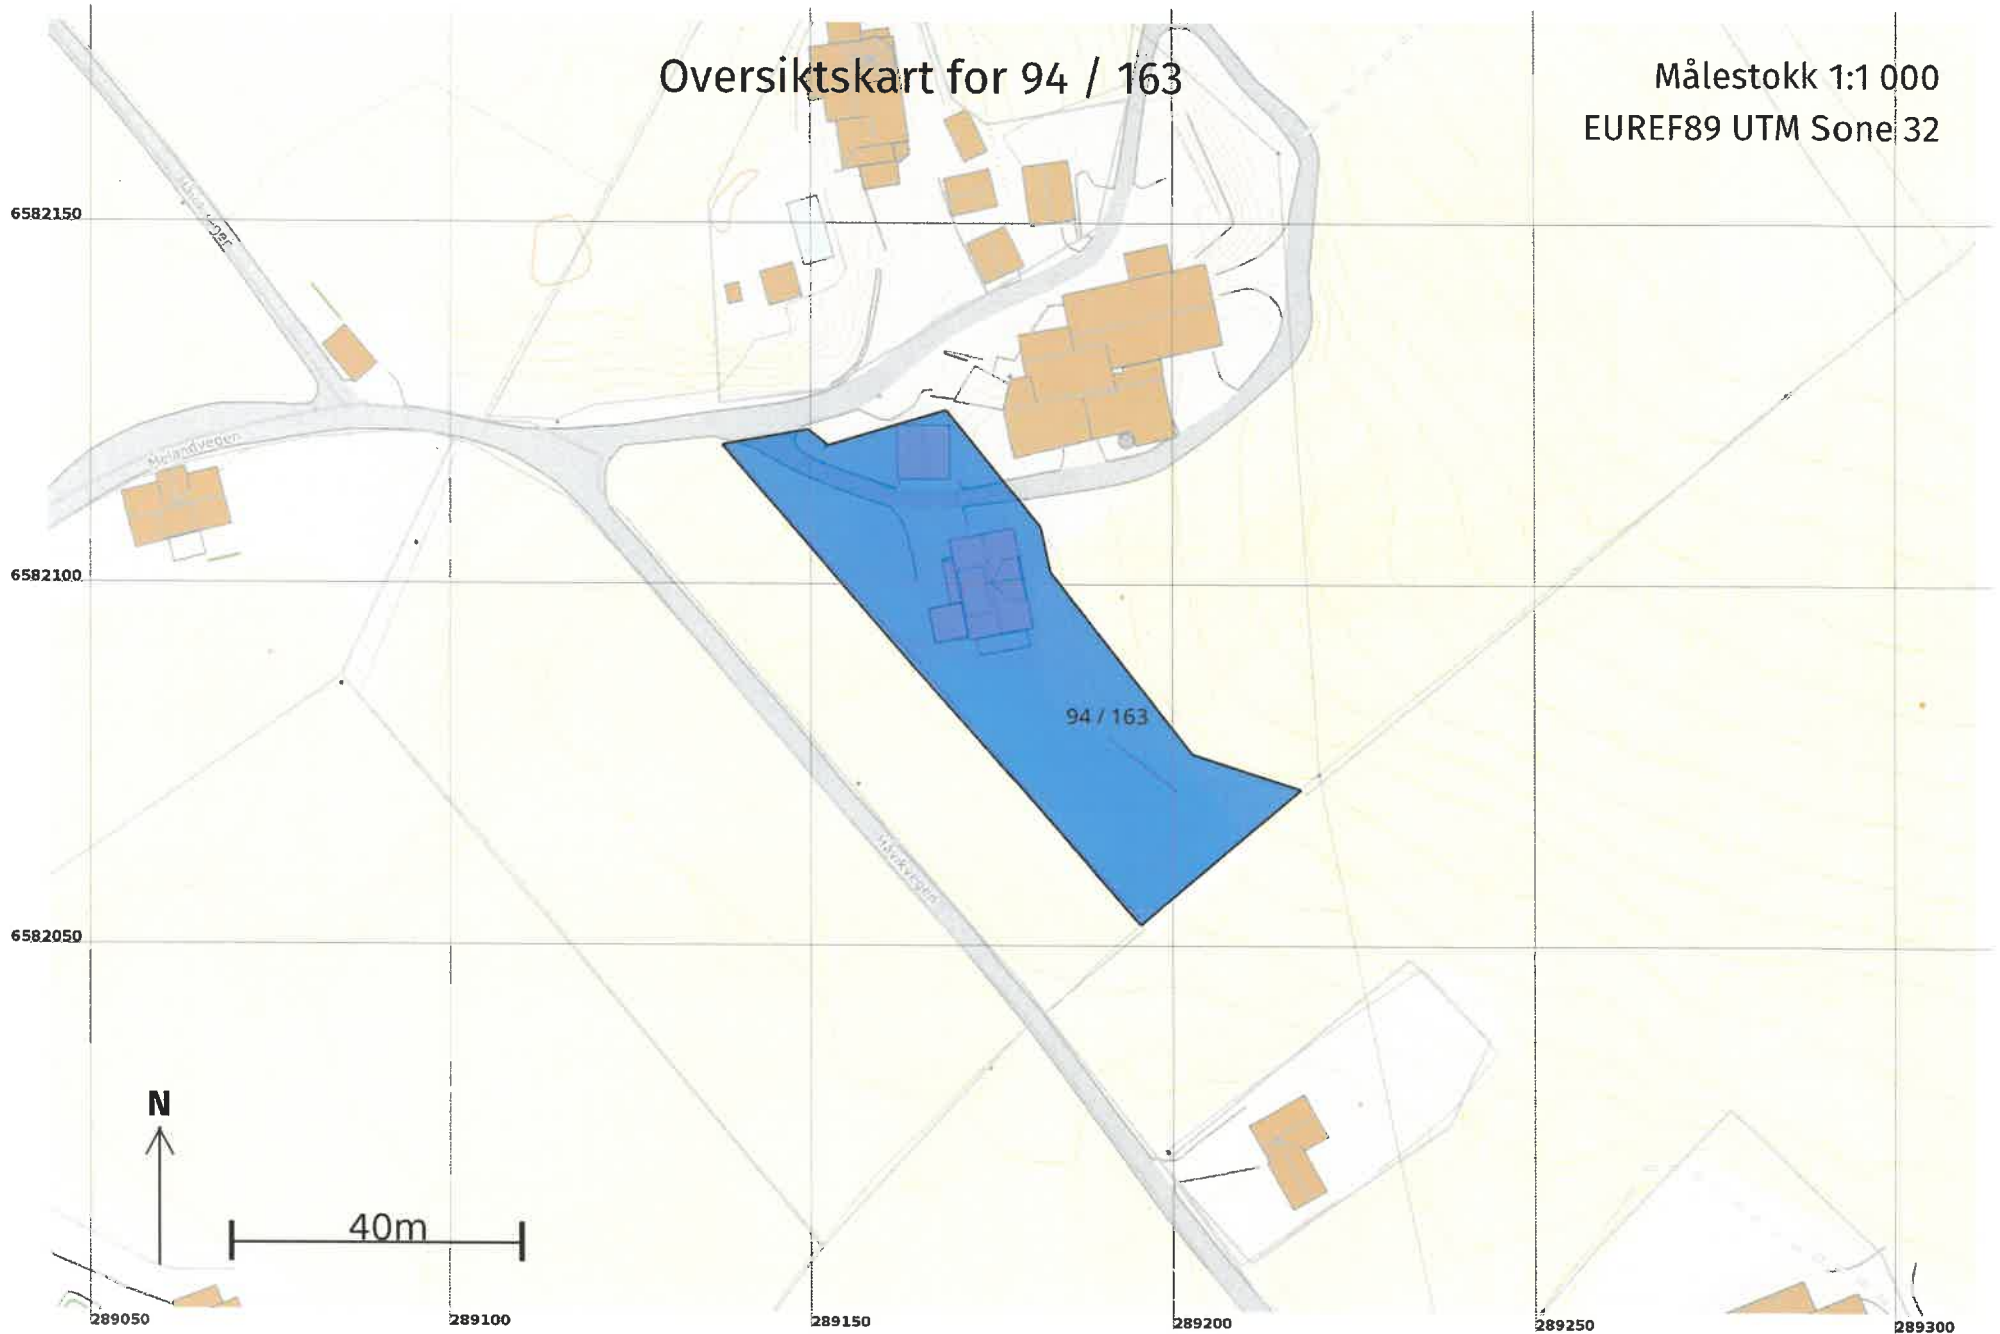 Oversiktskart for 94 / 163
Målestokk 1:1 000
EUREF89 UTM Sone 32
6582150
Melandvegen
6582100
94 / 163
Håvikvegen
6582050
N
40m
289050
289100
289150
289200
289250
289300